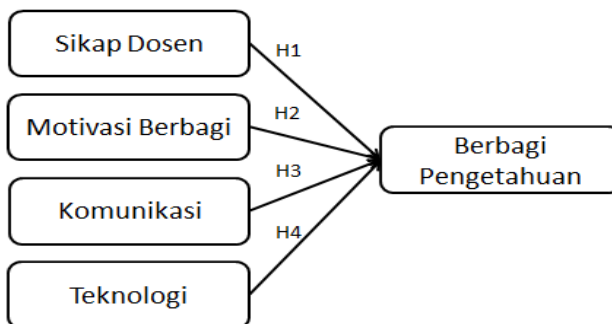 Sikap Dosen
H1
Motivasi Berbagi
H2
Berbagi
Pengetahuan
Komunikasi
H3
Teknologi
H4